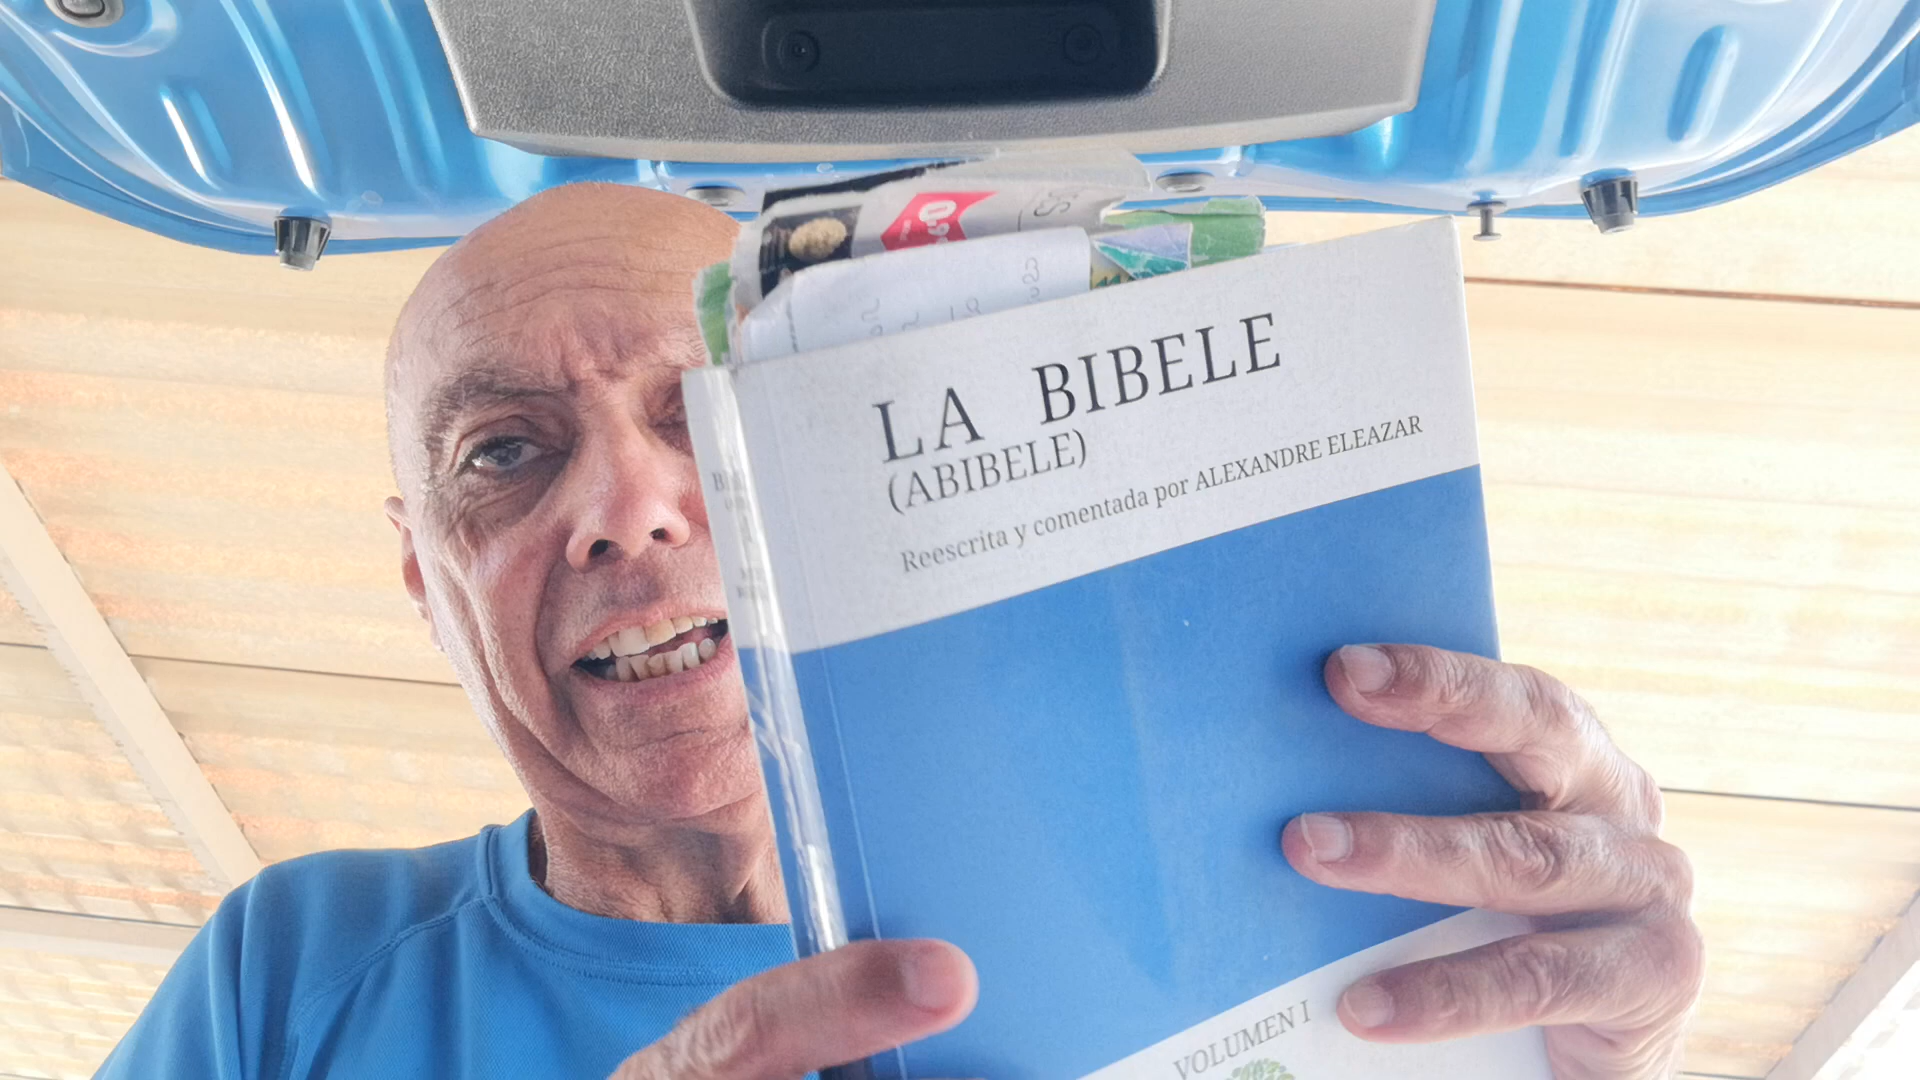 LA BIBELE
(ABIBELE)
Reescrita y comentada por ALEXANDRE ELEAZAR
VOLUMEN I